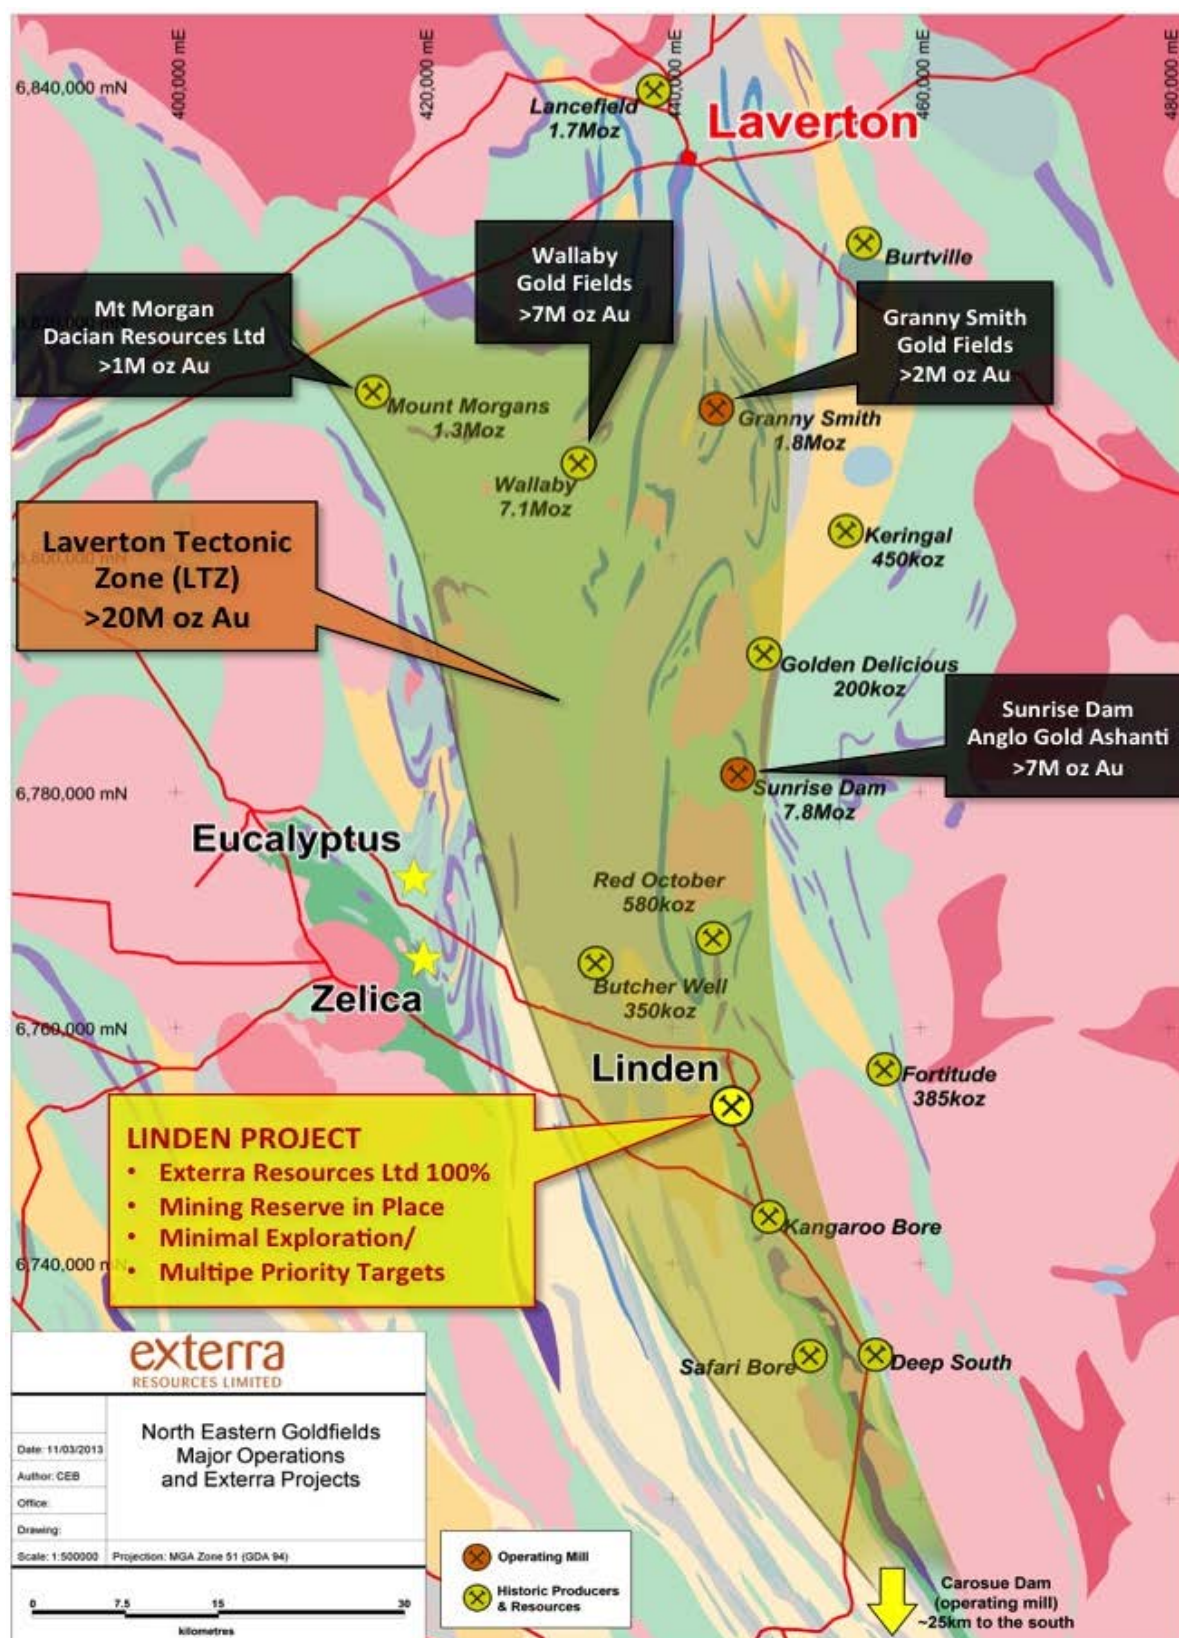 400,000 mE
420,000 mE
440,000 mE
460,000 mE
480,000 mE
6,840,000 mN
Lancefield
1.7Moz
Laverton
Burtville
Wallaby
Gold Fields
>7M oz Au
Mt Morgan
Dacian Resources Ltd
>1M oz Au
Granny Smith
Gold Fields
>2M oz Au
6,820,000 mN
Mount Morgans
1.3Moz
Granny Smith
1.8Moz
Wallaby
7.1Moz
Laverton Tectonic
Zone (LTZ)
>20M oz Au
6,800,000 mN
Keringal
450koz
Golden Delicious
200koz
Sunrise Dam
Anglo Gold Ashanti
>7M oz Au
6,780,000 mN
Sunrise Dam
7.8Moz
Eucalyptus
Red October
580koz
Zelica
Butcher Well
350koz
6,760,000 mN
Linden
Fortitude
385koz
LINDEN PROJECT
• Exterra Resources Ltd 100%
• Mining Reserve in Place
• Minimal Exploration/
• Multipe Priority Targets
Kangaroo Bore
6,740,000 mN
Safari Bore
Deep South
exterra
RESOURCES LIMITED
North Eastern Goldfields
Major Operations
and Exterra Projects
Date: 11/03/2013
Author: CEB
Office:
Drawing:
Scale: 1:500000
Projection: MGA Zone 51 (GDA 94)
0 7.5 15 30
kilometres
Operating Mill
Historic Producers
& Resources
Carosue Dam
(operating mill)
~25km to the south